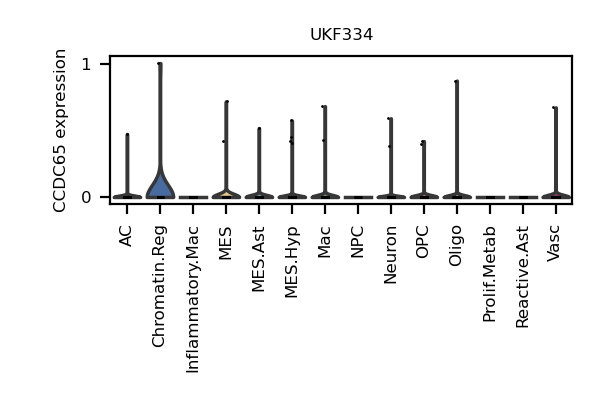 UKF334
CCDC65 expression
1
0
AC
Chromatin.Reg
Inflammatory.Mac
MES
MES.Ast
MES.Hyp
Mac
NPC
Neuron
OPC
Oligo
Prolif.Metab
Reactive.Ast
Vasc